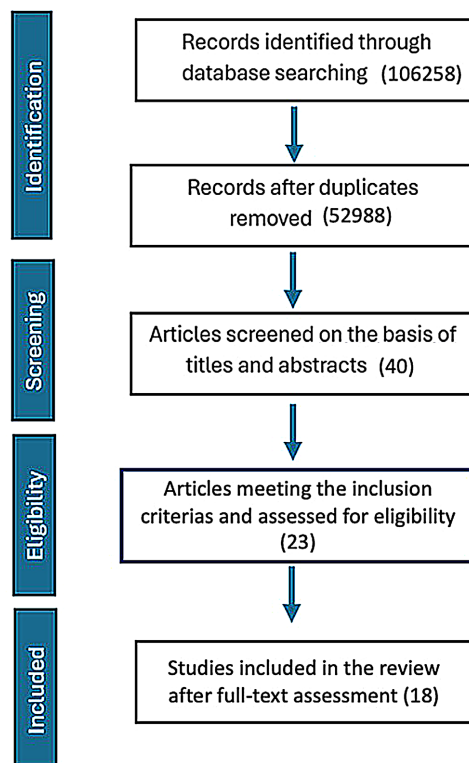 Identification
Records identified through
database searching (106258)
Records after duplicates
removed (52988)
Screening
Articles screened on the basis of
titles and abstracts (40)
Eligibility
Articles meeting the inclusion
criterias and assessed for eligibility
(23)
Included
Studies included in the review
after full-text assessment (18)